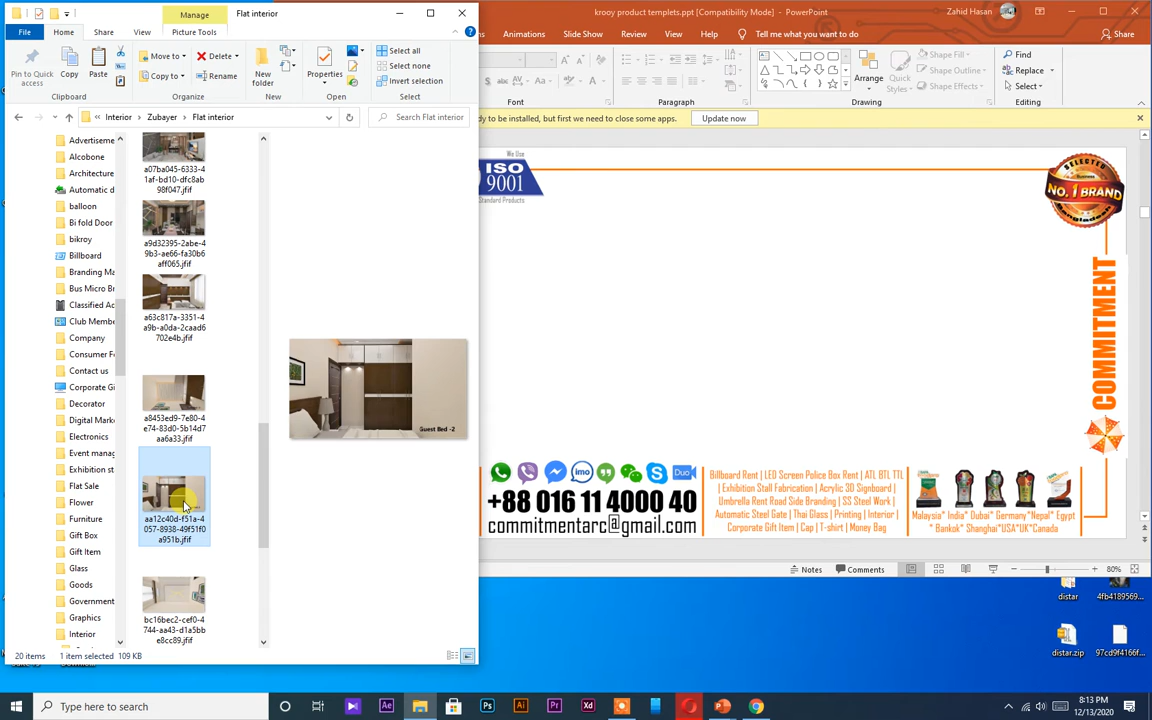 Manage
Flat interior
File
Home
Share
View
Picture Tools
Pin to Quick access
Copy
Paste
Move to
Copy to
Delete
Rename
New folder
Properties
Select all
Select none
Invert selection
Clipboard
Organize
New
Open
Select
Interior
Zubayer
Flat interior
Search Flat interior
Advertiseme
Alcobone
Architecture
Automatic d
balloon
Bi fold Door
bikroy
Billboard
Branding Ma
Bus Micro Br
Classified Ac
Club Membe
Company
Consumer Fe
Contact us
Corporate Gi
Decorator
Digital Marke
Electronics
Event manag
Exhibition st
Flat Sale
Flower
Furniture
Gift Box
Gift Item
Glass
Goods
Government
Graphics
Interior
a07ba045-6333-4
1af-bd10-dfc8ab
98f047.jfif
a9d32395-2abe-4
9b3-ae66-fa30b6
aff065.jfif
a63c817a-3351-4
a9b-a0da-2caad6
702e4b.jfif
a8453ed9-7e80-4
e74-83d0-5b14d7
aa6a33.jfif
aa12c40d-f51a-4
057-8938-49f51f0
a951b.jfif
bc16bec2-cef0-4
744-aa43-d1a5bb
e8cc89.jfif
Guest Bed -2
20 items
1 item selected 109 KB
krooy product templets.ppt [Compatibility Mode] - PowerPoint
Zahid Hasan
Animations
Slide Show
Review
View
Help
Tell me what you want to do
Share
Arrange
Quick Styles
Shape Fill
Shape Outline
Shape Effects
Find
Replace
Select
Font
Paragraph
Drawing
Editing
dy to be installed, but first we need to close some apps.
Update now
We Use
ISO
9001
Standard Products
SELECTED
Business
NO. 1 BRAND
Bangladesh
COMMITMENT
imo
Duo
+88 016 11 4000 40
commitmentarc@gmail.com
Billboard Rent | LED Screen Police Box Rent | ATL BTL TTL
| Exhibition Stall Fabrication | Acrylic 3D Signboard |
Umbrella Rent Road Side Branding | SS Steel Work |
Automatic Steel Gate | Thai Glass | Printing | Interior |
Corporate Gift Item | Cap | T-shirt | Money Bag
Malaysia* India* Dubai* Germany*Nepal* Egypt
* Bankok* Shanghai*USA*UK*Canada
Notes
Comments
80%
distar
4fb4189569...
distar.zip
97cd9f4166f...
Type here to search
8:13 PM
12/13/2020